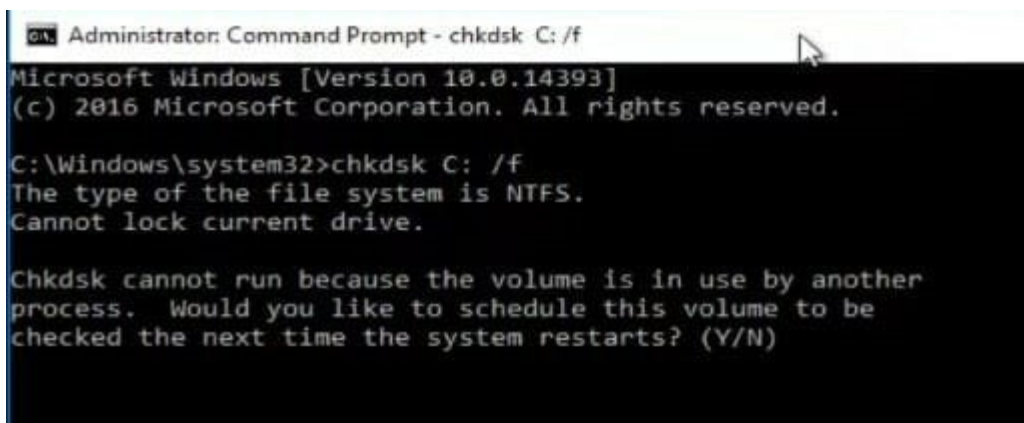 Administrator: Command Prompt - chkdsk  C: /f
Microsoft Windows [Version 10.0.14393]
(c) 2016 Microsoft Corporation. All rights reserved.
C:\Windows\system32>chkdsk C: /f
The type of the file system is NTFS.
Cannot lock current drive.
Chkdsk cannot run because the volume is in use by another
process.  Would you like to schedule this volume to be
checked the next time the system restarts? (Y/N)